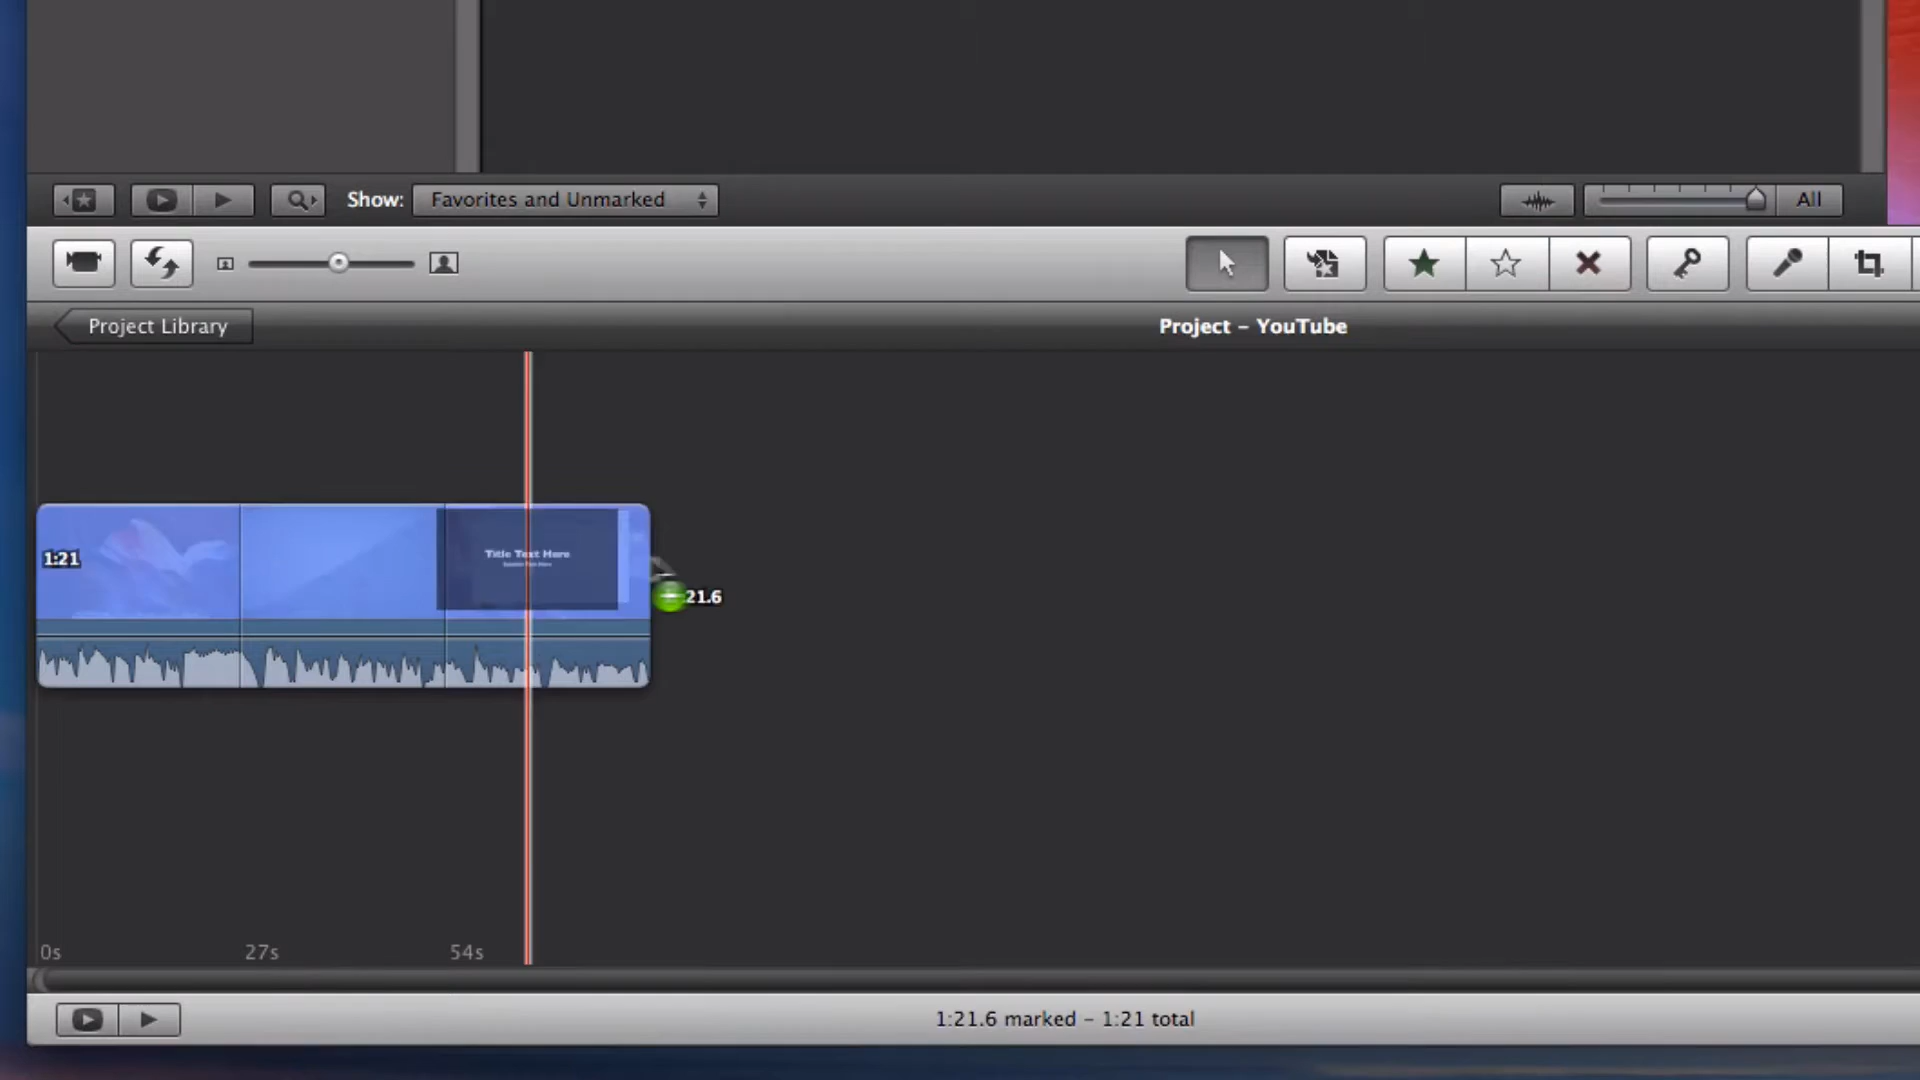 Show: Favorites and Unmarked
All
Project Library
Project – YouTube
1:21
Title Text Here
21.6
0s 27s 54s
1:21.6 marked – 1:21 total